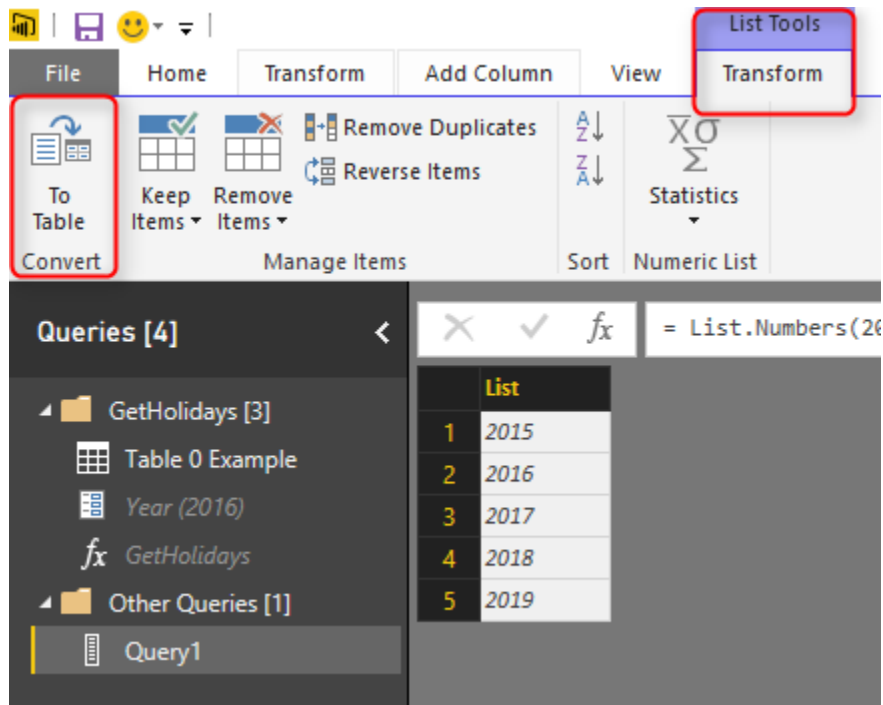 List Tools
File Home Transform Add Column View Transform
To Table
Keep Items
Remove Items
Remove Duplicates
Reverse Items
A Z
Z A
X̅σ
Σ
Statistics
Convert Manage Items Sort Numeric List
Queries [4]
fx = List.Numbers(20
GetHolidays [3]
Table 0 Example
Year (2016)
fx GetHolidays
Other Queries [1]
Query1
List
1 2015
2 2016
3 2017
4 2018
5 2019